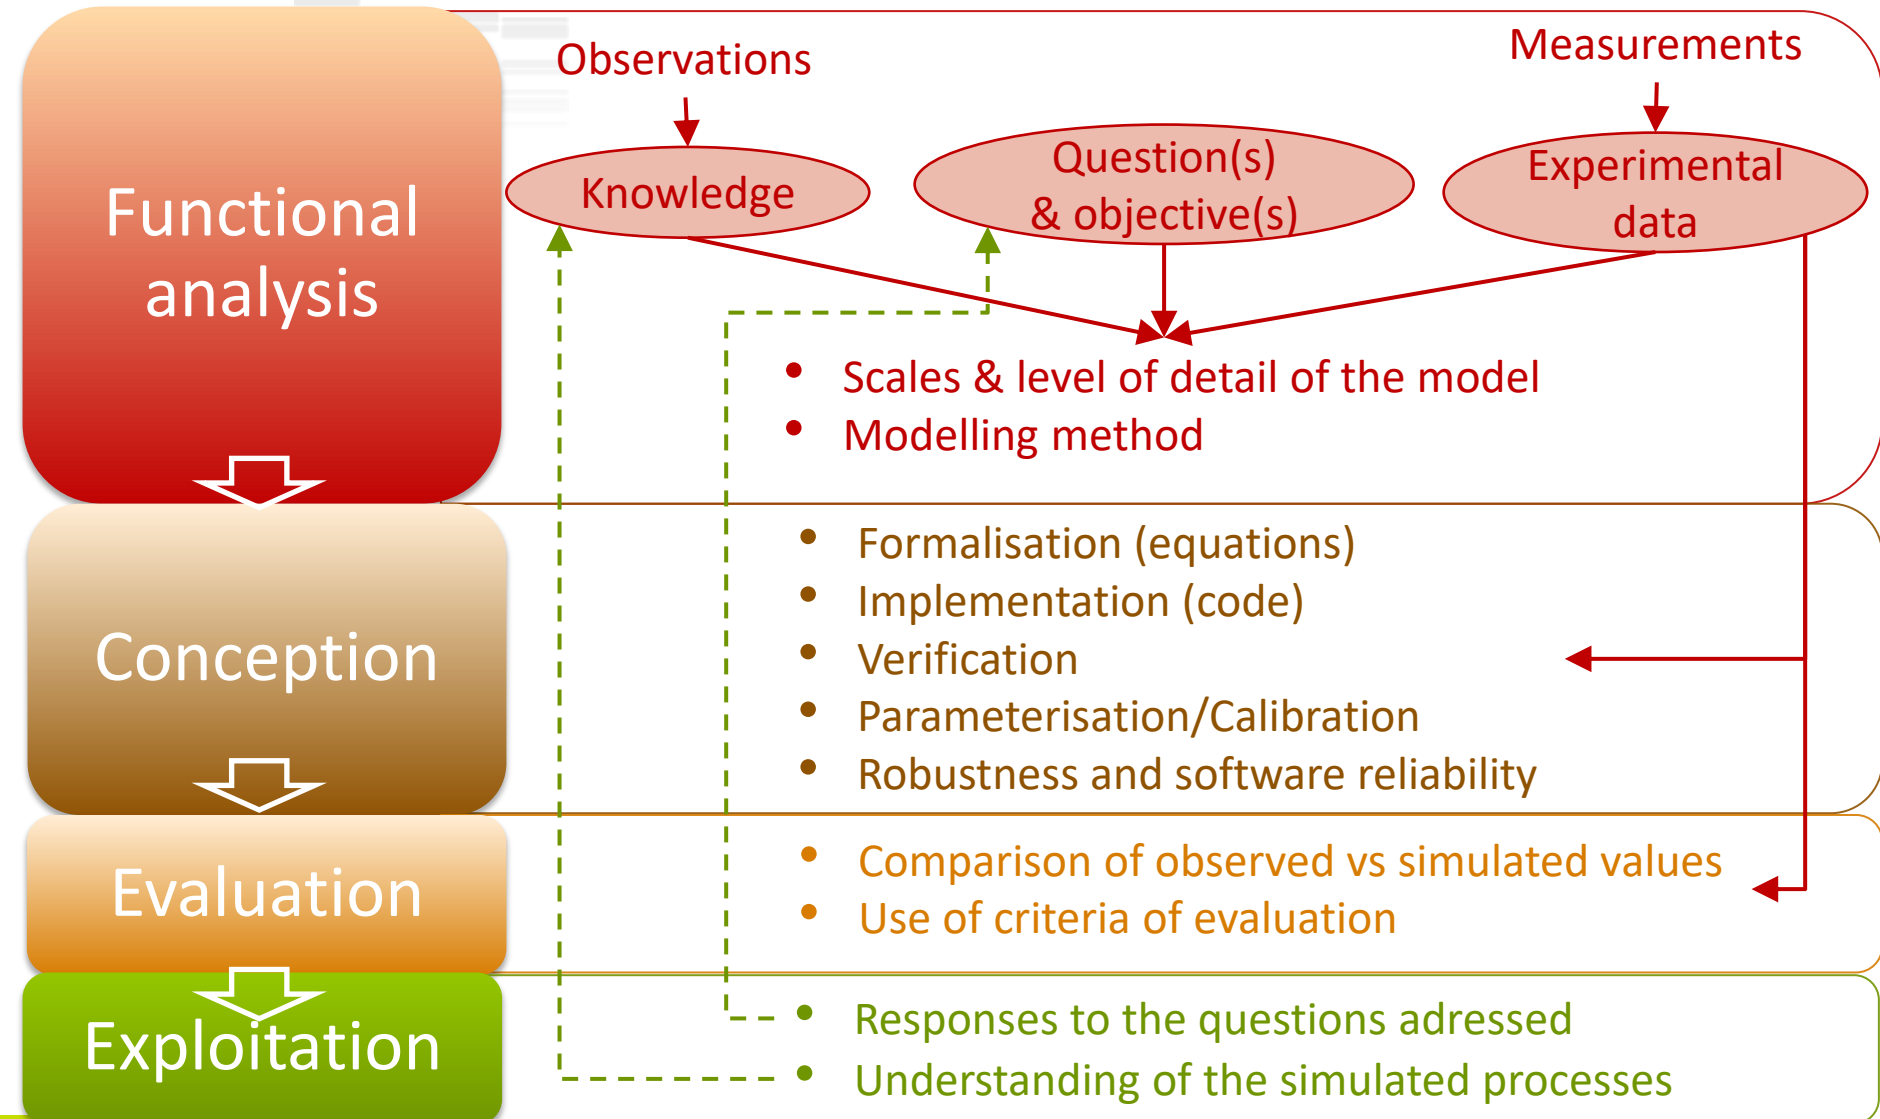 Functional
analysis
Observations
Measurements
Knowledge
Question(s)
& objective(s)
Experimental
data
• Scales & level of detail of the model
• Modelling method
Conception
• Formalisation (equations)
• Implementation (code)
• Verification
• Parameterisation/Calibration
• Robustness and software reliability
Evaluation
• Comparison of observed vs simulated values
• Use of criteria of evaluation
Exploitation
• Responses to the questions adressed
• Understanding of the simulated processes